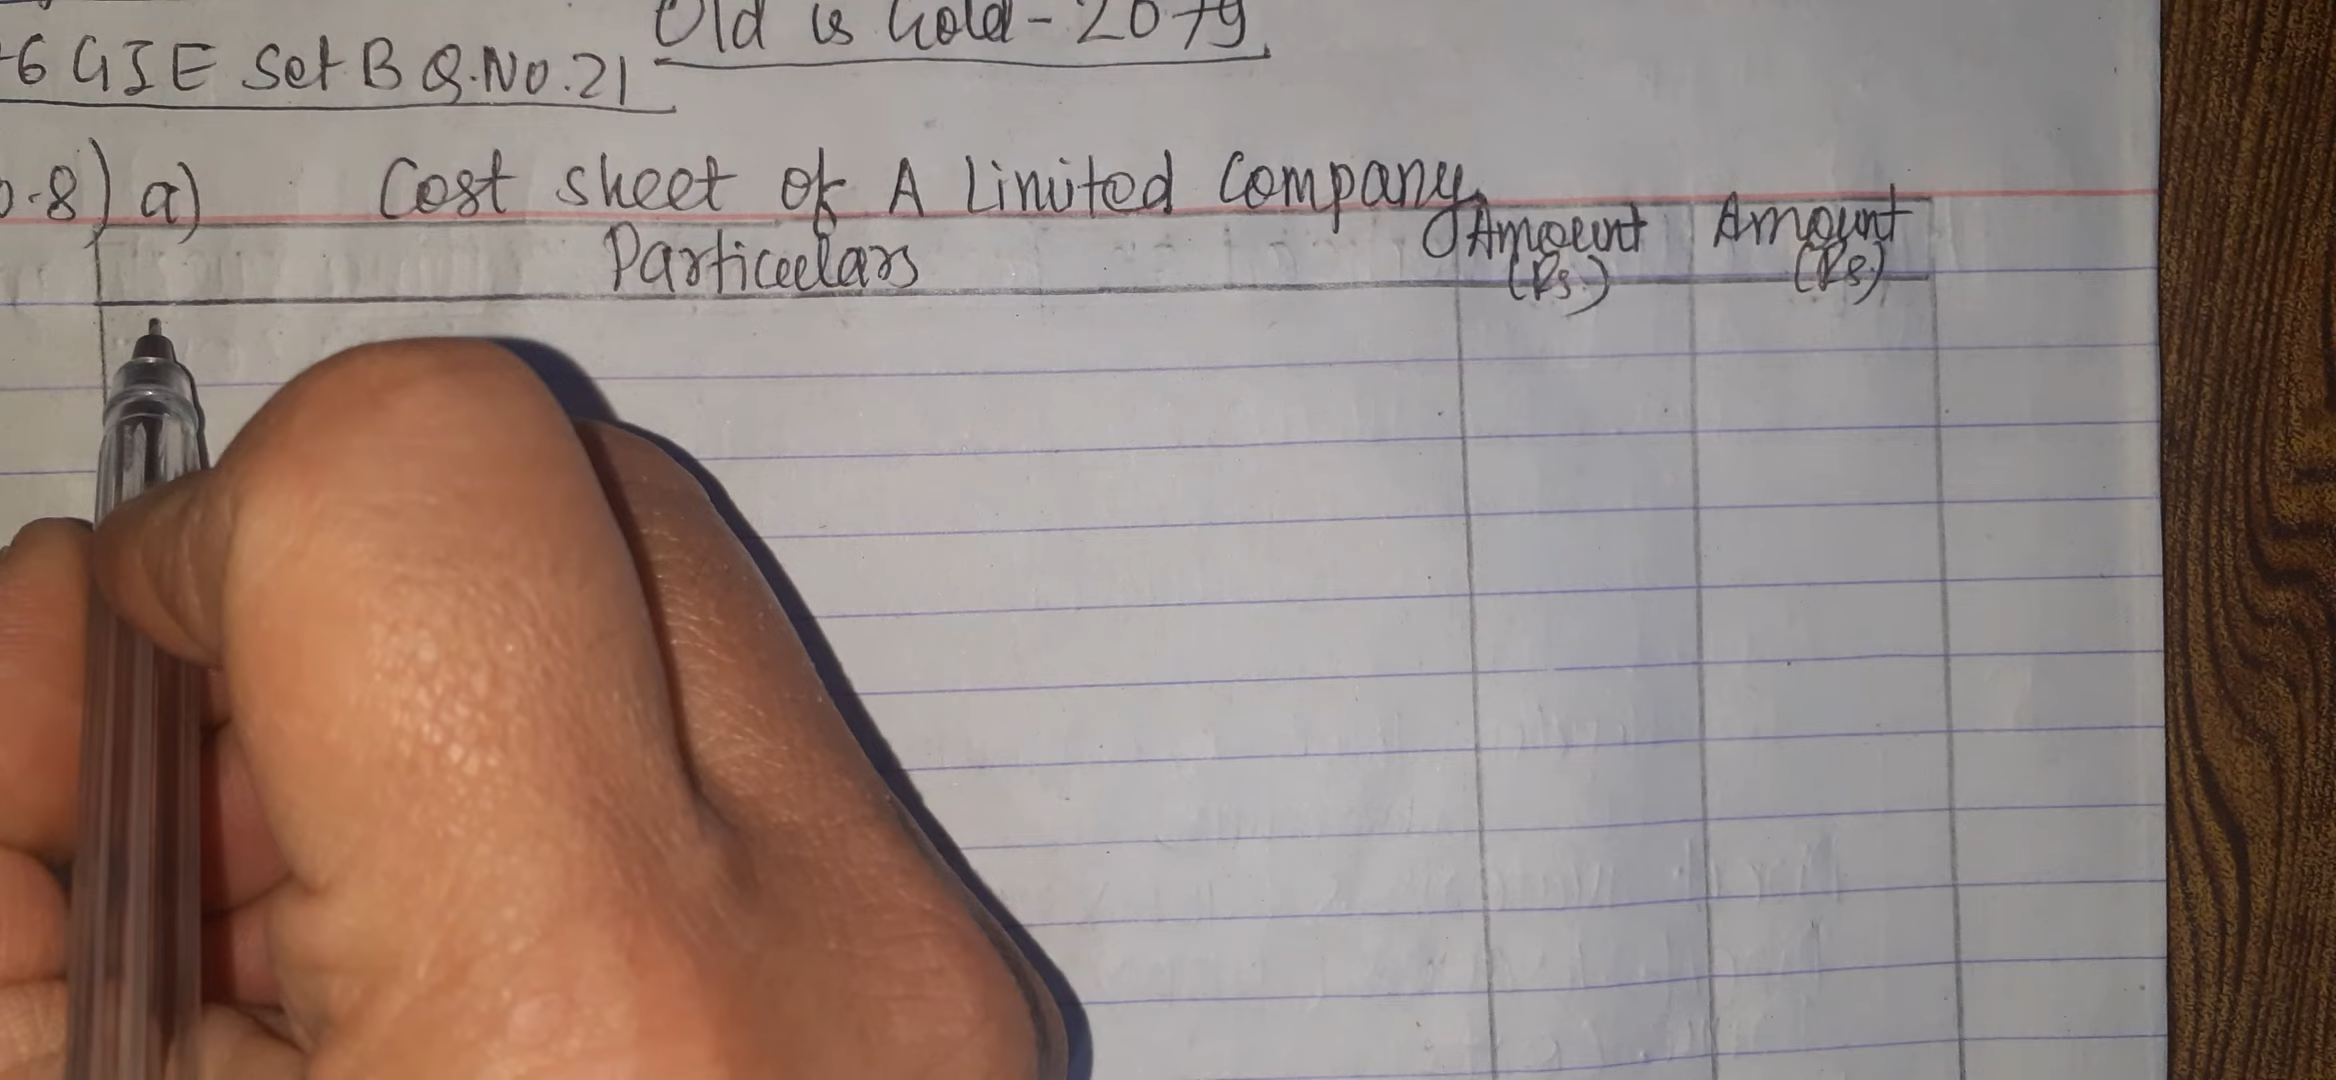 Old is Gold - 2079
-6 GIE Set B Q.No.21
-8) a) Cost sheet of A Limited Company
Particulars Amount (Rs.) Amount (Rs)